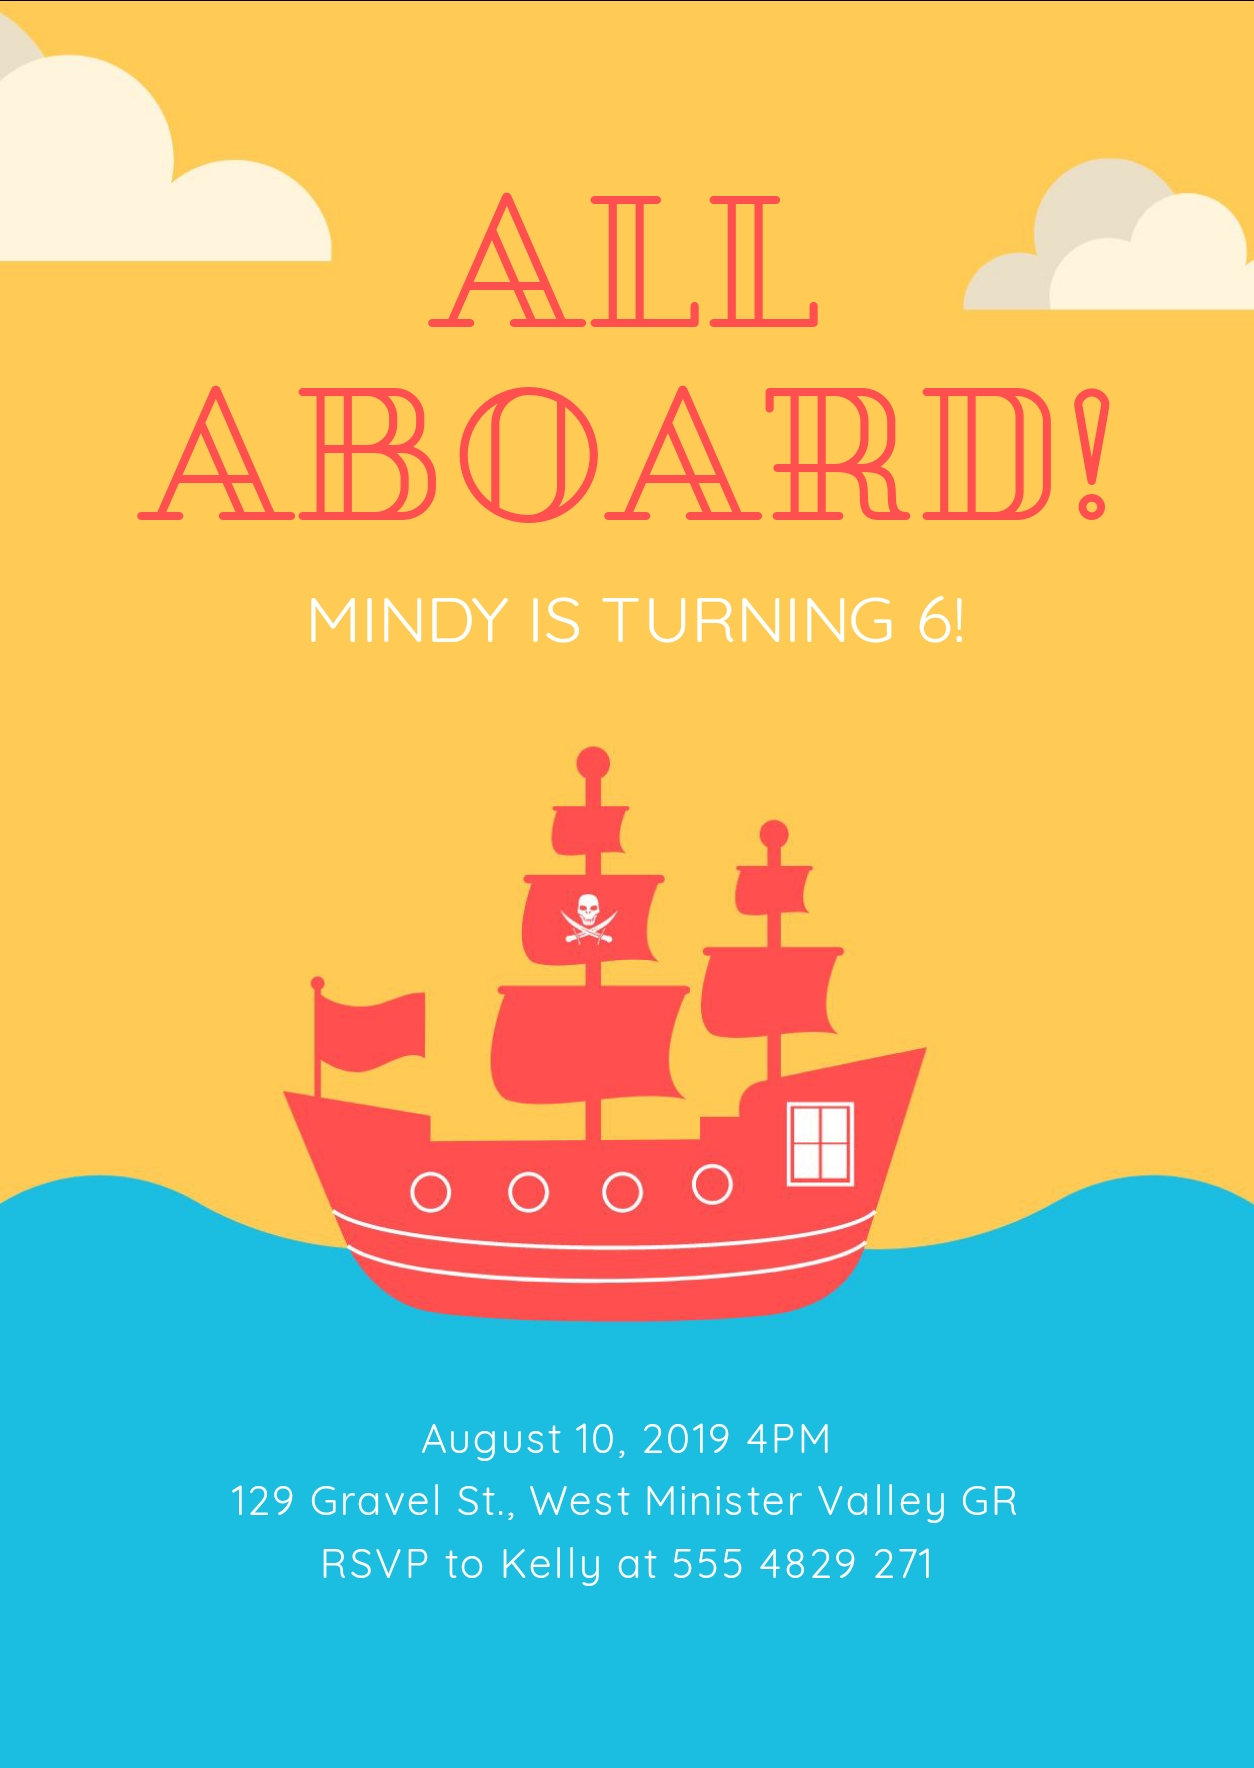 ALL
ABOARD!
MINDY IS TURNING 6!
August 10, 2019 4PM
129 Gravel St., West Minister Valley GR
RSVP to Kelly at 555 4829 271